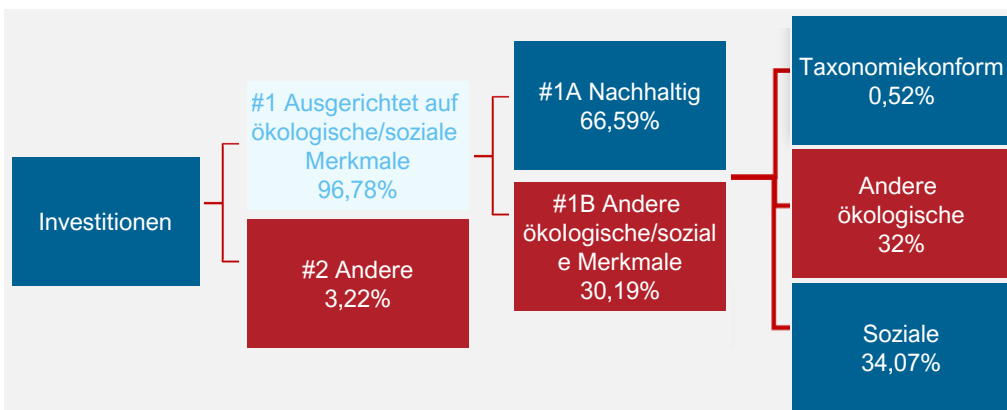 Investitionen
#1 Ausgerichtet auf
ökologische/soziale
Merkmale
96,78%
#2 Andere
3,22%
#1A Nachhaltig
66,59%
#1B Andere
ökologische/sozial
e Merkmale
30,19%
Taxonomiekonform
0,52%
Andere
ökologische
32%
Soziale
34,07%